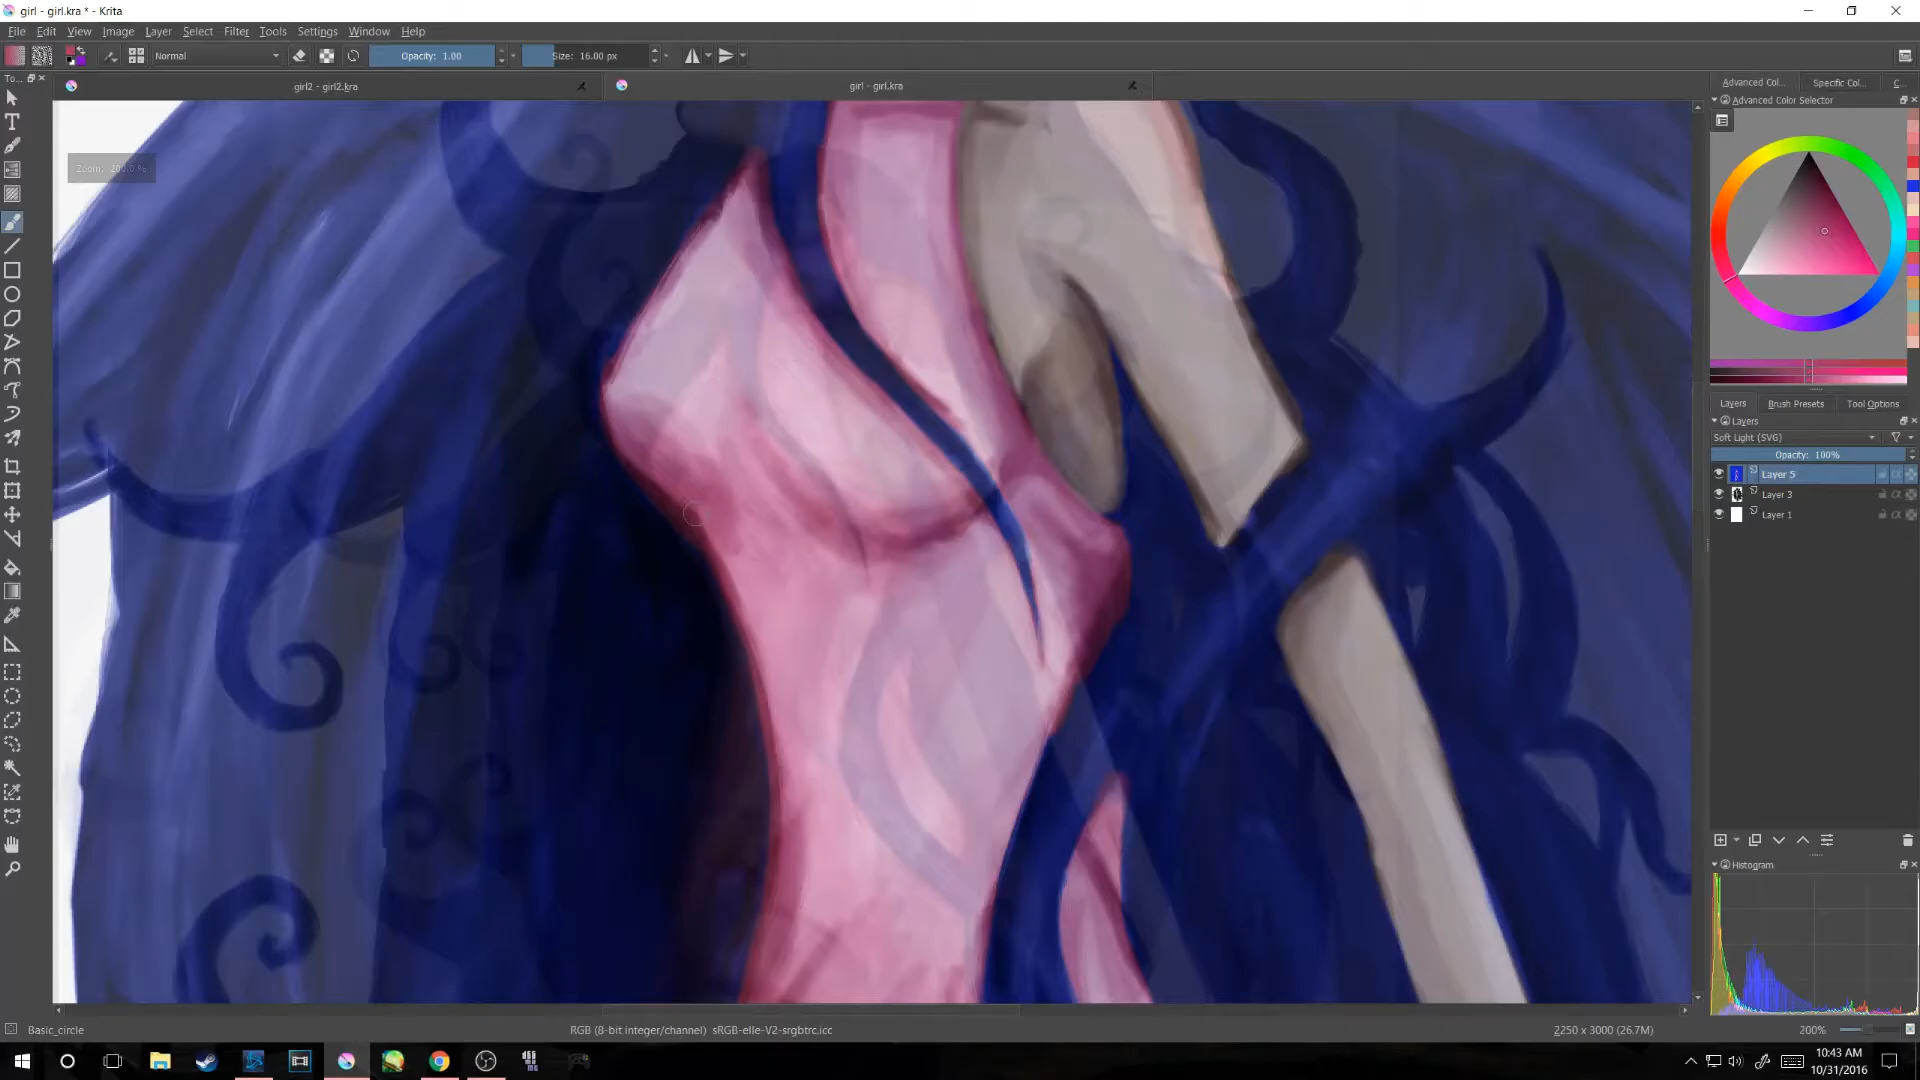 girl - girl.kra * - Krita
File Edit View Image Layer Select Filter Tools Settings Window Help
Normal Opacity: 1.00 Size: 16.00 px
To... girl2 - girl2.kra girl - girl.kra Advanced Col... Specific Col... C...
Advanced Color Selector
Zoom: 200.0 %
Layers Brush Presets Tool Options
Layers
Soft Light (SVG)
Opacity: 100%
Layer 5
Layer 3
Layer 1
Histogram
Basic_circle RGB (8-bit integer/channel) sRGB-elle-V2-srgbtrc.icc 2250 x 3000 (26.7M) 200%
10:43 AM
10/31/2016